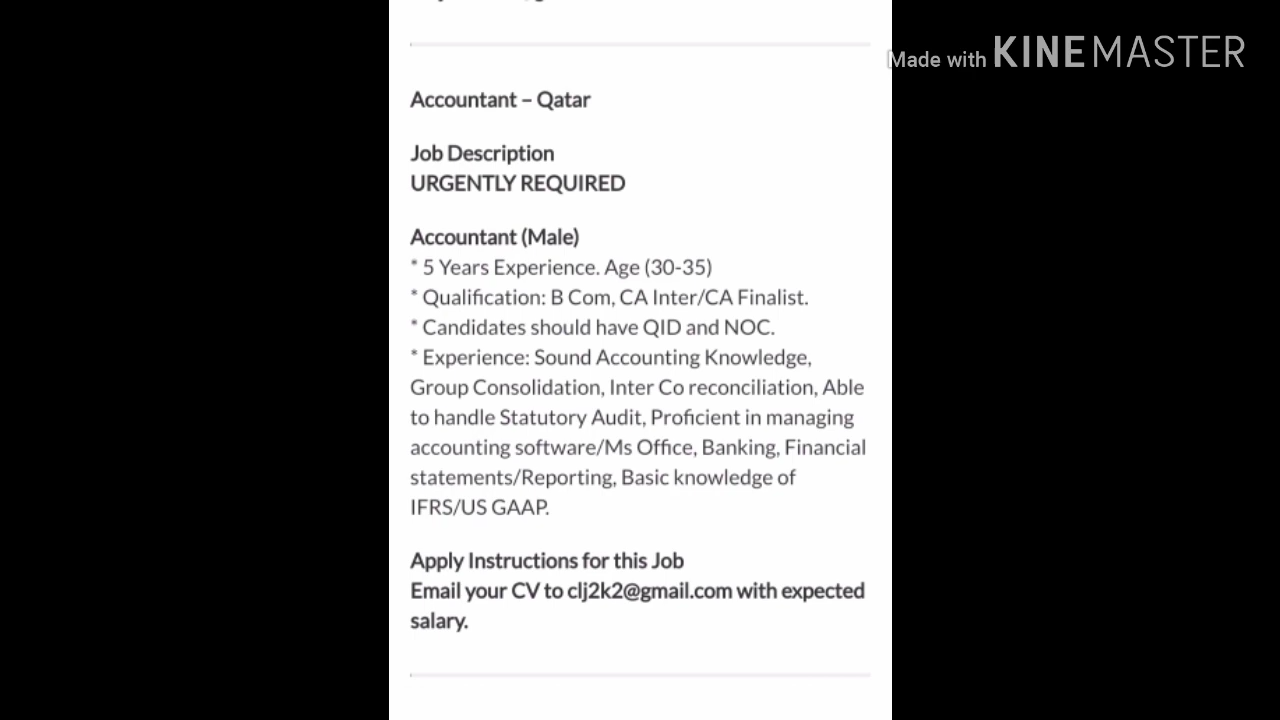 Made with KINEMASTER
Accountant – Qatar
Job Description
URGENTLY REQUIRED
Accountant (Male)
* 5 Years Experience. Age (30-35)
* Qualification: B Com, CA Inter/CA Finalist.
* Candidates should have QID and NOC.
* Experience: Sound Accounting Knowledge,
Group Consolidation, Inter Co reconciliation, Able
to handle Statutory Audit, Proficient in managing
accounting software/Ms Office, Banking, Financial
statements/Reporting, Basic knowledge of
IFRS/US GAAP.
Apply Instructions for this Job
Email your CV to clj2k2@gmail.com with expected
salary.